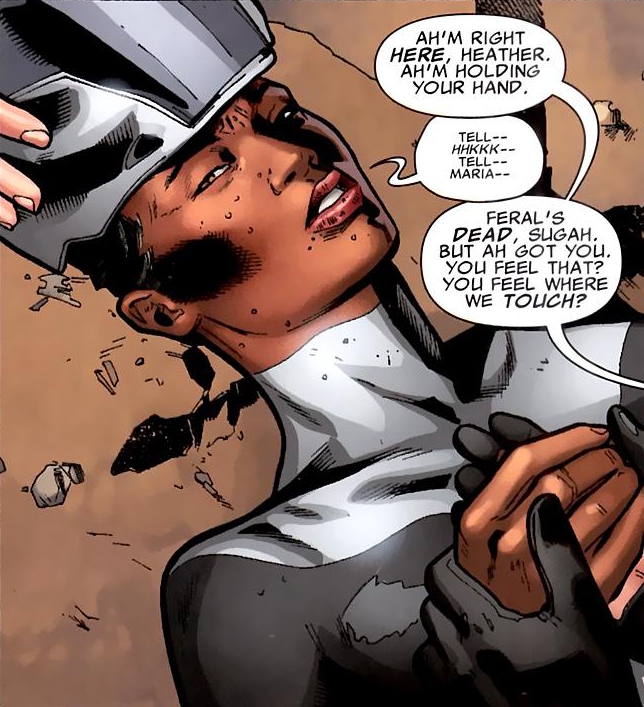 AH'M RIGHT
HERE, HEATHER.
AH'M HOLDING
YOUR HAND.
TELL--
HHKKK--
TELL--
MARIA--
FERAL'S
DEAD, SUGAH.
BUT AH GOT YOU.
YOU FEEL THAT?
YOU FEEL WHERE
WE TOUCH?